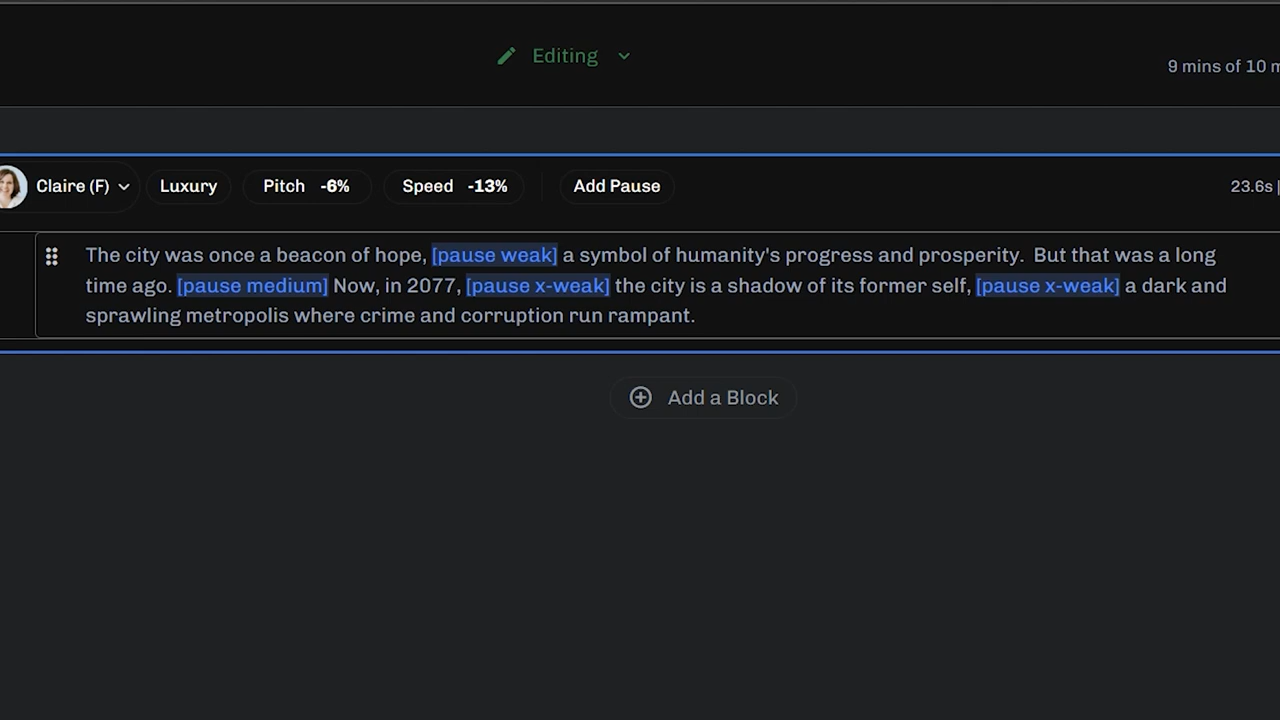 Editing
9 mins of 10 m
Claire (F) Luxury Pitch -6% Speed -13% Add Pause 23.6s |
The city was once a beacon of hope, [pause weak] a symbol of humanity's progress and prosperity.  But that was a long
time ago. [pause medium] Now, in 2077, [pause x-weak] the city is a shadow of its former self, [pause x-weak] a dark and
sprawling metropolis where crime and corruption run rampant.
Add a Block